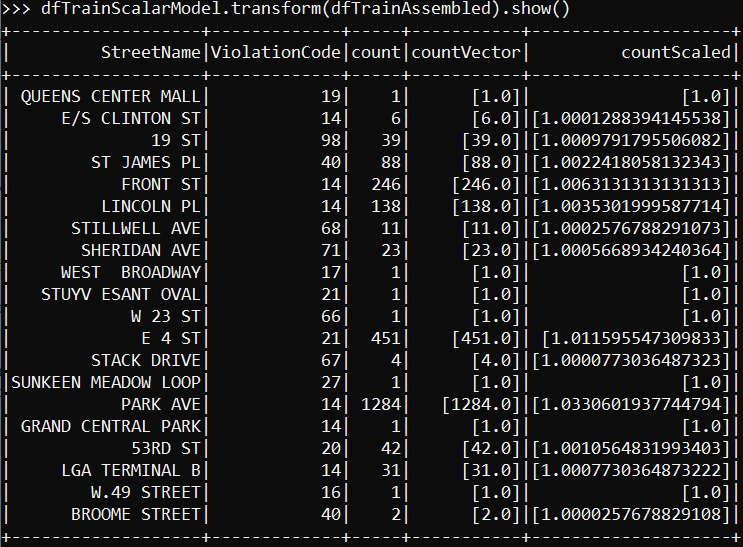 >>> dfTrainScalarModel.transform(dfTrainAssembled).show()
+------------------+-------------+-----+-----------+--------------------+
|        StreetName|ViolationCode|count|countVector|         countScaled|
+------------------+-------------+-----+-----------+--------------------+
| QUEENS CENTER MALL|           19|    1|      [1.0]|               [1.0]|
|    E/S CLINTON ST|           14|    6|      [6.0]|[1.0001288394145538]|
|             19 ST|           98|   39|     [39.0]|[1.0009791795506082]|
|       ST JAMES PL|           40|   88|     [88.0]|[1.0022418058132343]|
|          FRONT ST|           14|  246|    [246.0]|[1.0063131313131313]|
|        LINCOLN PL|           14|  138|    [138.0]|[1.0035301999587714]|
|     STILLWELL AVE|           68|   11|     [11.0]|[1.0002576788291073]|
|      SHERIDAN AVE|           71|   23|     [23.0]|[1.0005668934240364]|
|    WEST  BROADWAY|           17|    1|      [1.0]|               [1.0]|
|  STUYV ESANT OVAL|           21|    1|      [1.0]|               [1.0]|
|           W 23 ST|           66|    1|      [1.0]|               [1.0]|
|            E 4 ST|           21|  451|    [451.0]| [1.011595547309833]|
|       STACK DRIVE|           67|    4|      [4.0]|[1.0000773036487323]|
|SUNKEEN MEADOW LOOP|           27|    1|      [1.0]|               [1.0]|
|          PARK AVE|           14| 1284|   [1284.0]|[1.0330601937744794]|
| GRAND CENTRAL PARK|           14|    1|      [1.0]|               [1.0]|
|           53RD ST|           20|   42|     [42.0]|[1.0010564831993403]|
|    LGA TERMINAL B|           14|   31|     [31.0]|[1.0007730364873222]|
|       W.49 STREET|           16|    1|      [1.0]|               [1.0]|
|     BROOME STREET|           40|    2|      [2.0]|[1.0000257678829108]|
+------------------+-------------+-----+-----------+--------------------+